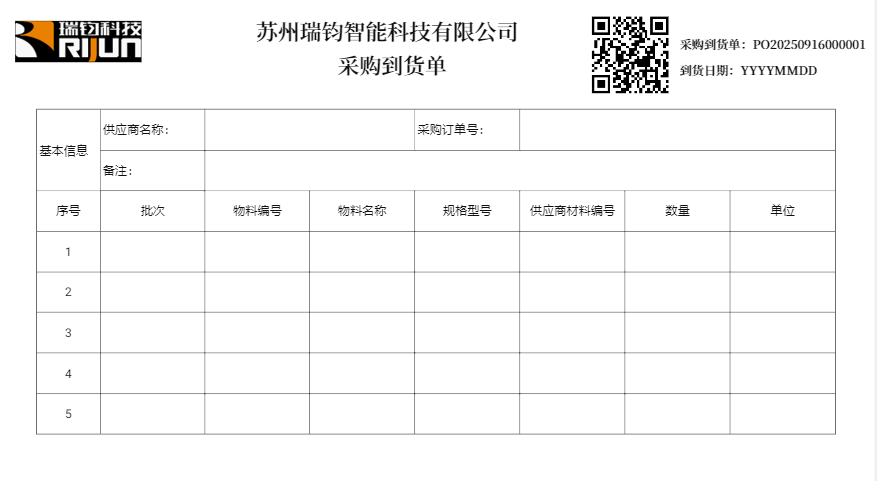 瑞钧科技
RIJUN
苏州瑞钧智能科技有限公司
采购到货单
采购到货单：PO20250916000001
到货日期：YYYYMMDD
基本信息 供应商名称： 采购订单号：
备注：
序号 批次 物料编号 物料名称 规格型号 供应商材料编号 数量 单位
1
2
3
4
5